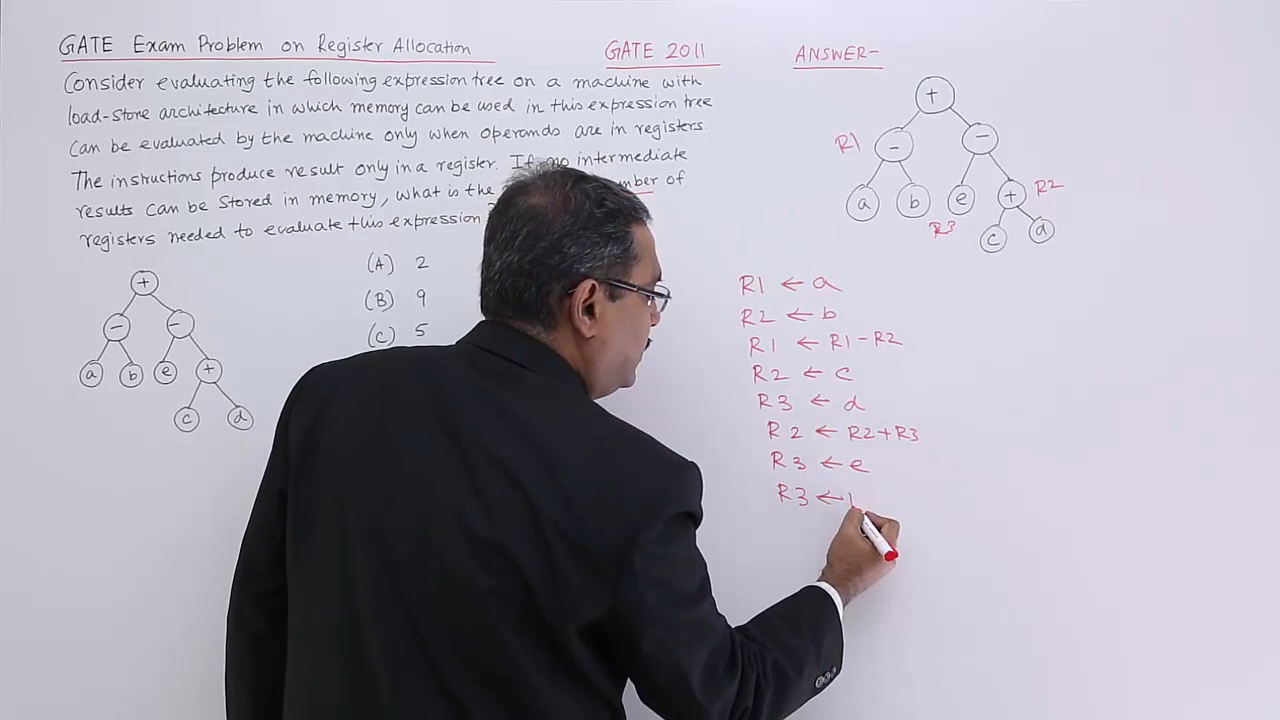 GATE Exam Problem on Register Allocation
GATE 2011
Consider evaluating the following expression tree on a machine with
load-store architecture in which memory can be used in this expression tree
can be evaluated by the machine only when operands are in registers.
The instructions produce result only in a register. If no intermediate
results can be stored in memory, what is the
of
registers needed to evaluate this expression
+
- -
a b e +
c d
(A) 2
(B) 9
(C) 5
ANSWER-
+
R1 - -
a b e + R2
R3 c d
R1 ← a
R2 ← b
R1 ← R1-R2
R2 ← c
R3 ← d
R2 ← R2+R3
R3 ← e
R3 ←